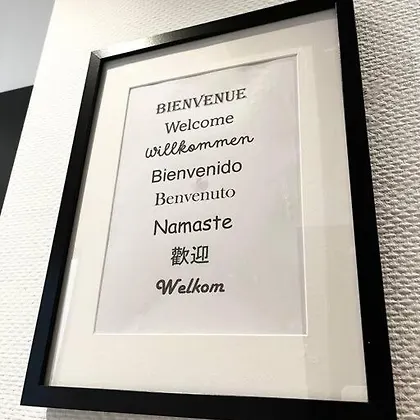 BIENVENUE
Welcome
Willkommen
Bienvenido
Benvenuto
Namaste
歡迎
Welkom